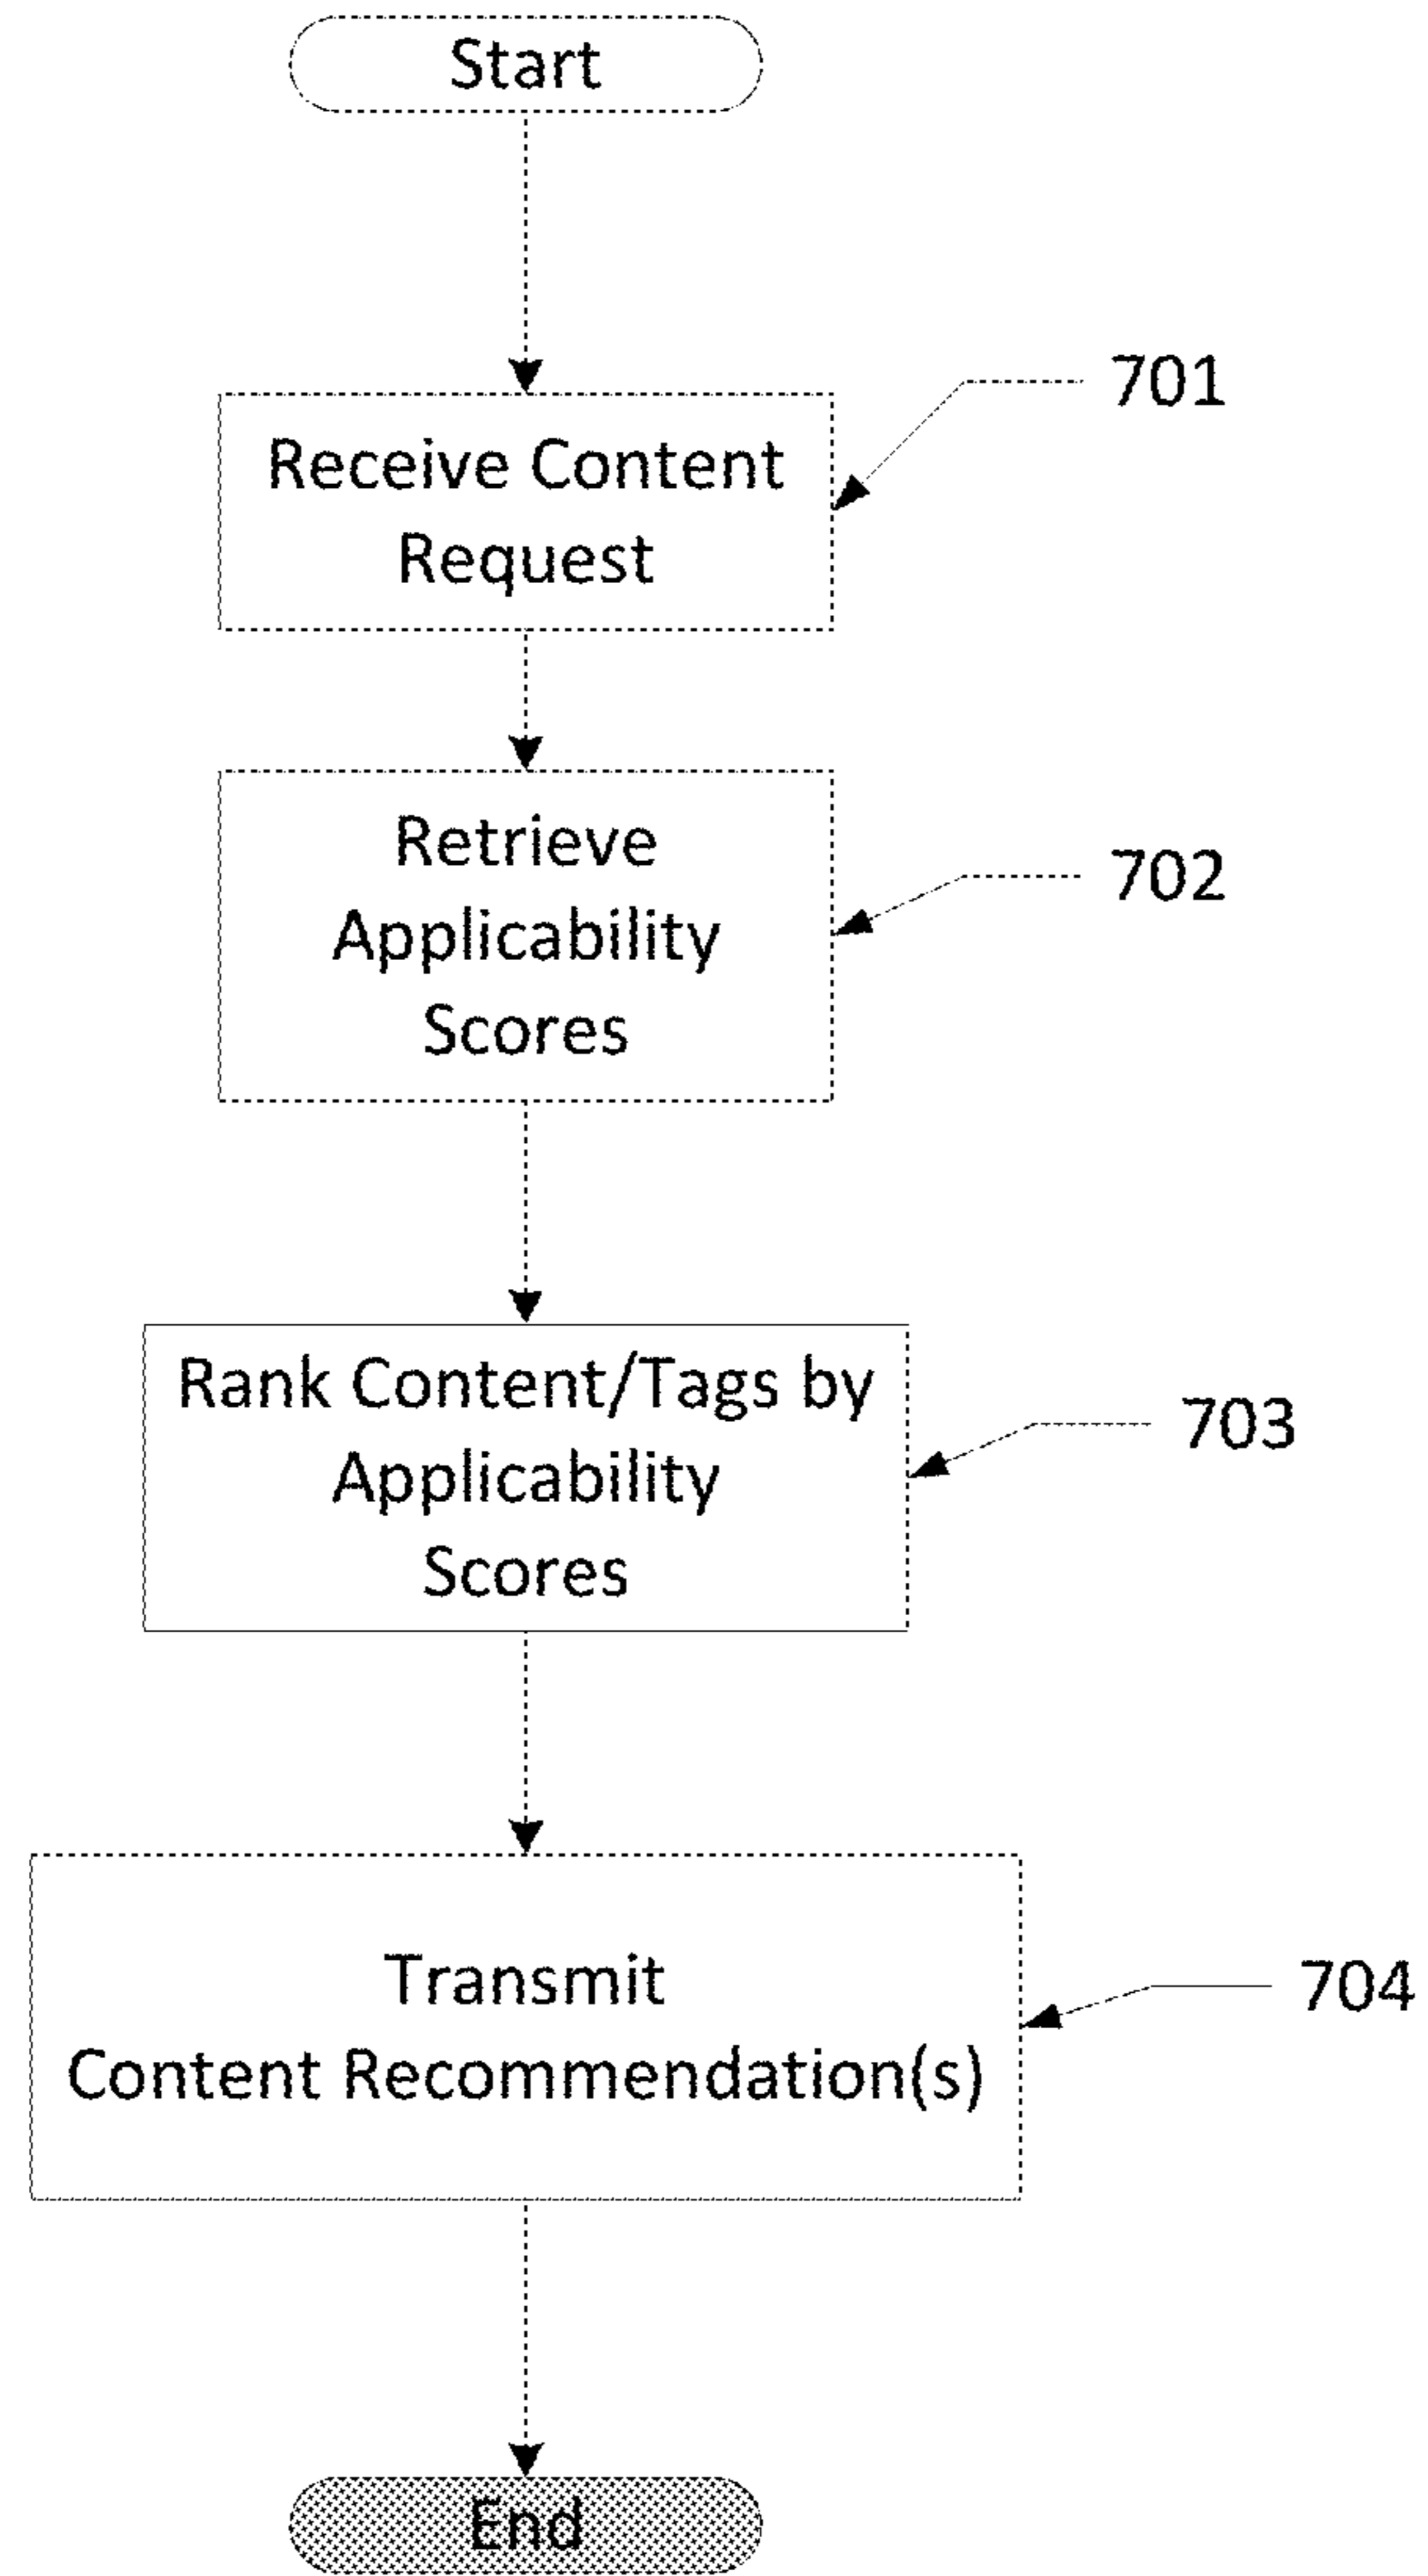 Start
701
Receive Content
Request
702
Retrieve
Applicability
Scores
703
Rank Content/Tags by
Applicability
Scores
704
Transmit
Content Recommendation(s)
End